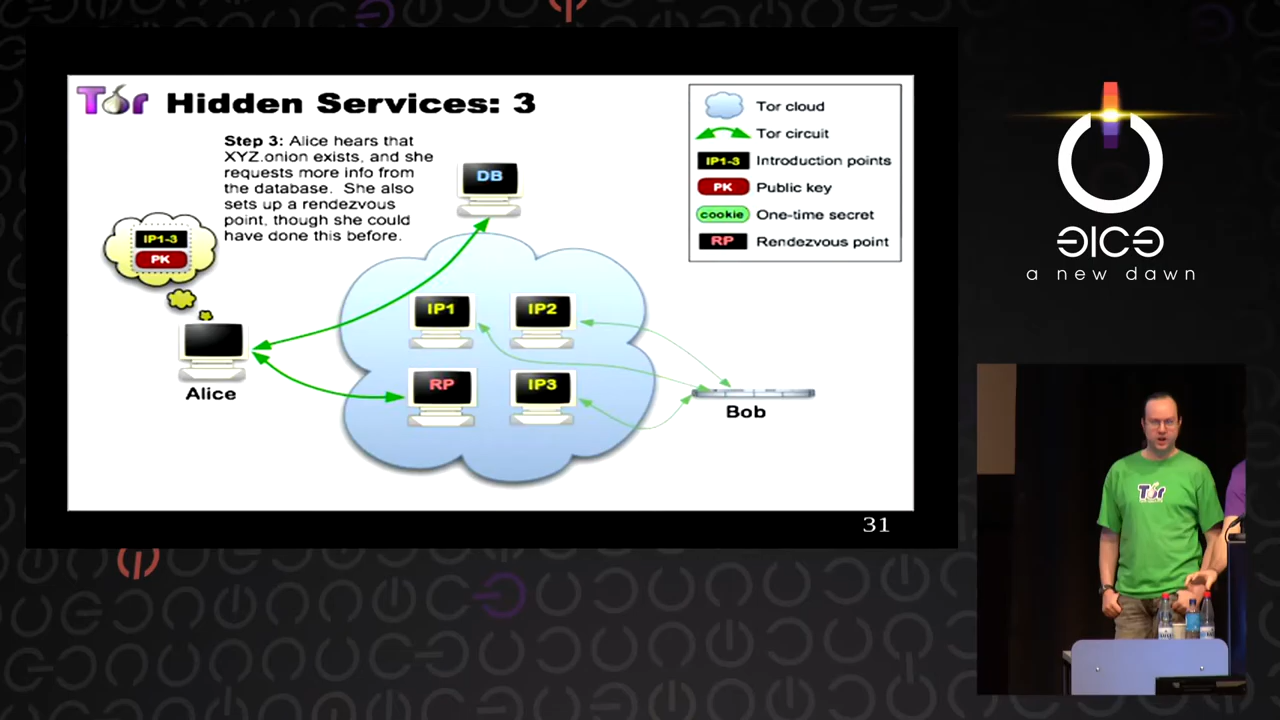 Tor Hidden Services: 3
Step 3: Alice hears that
XYZ.onion exists, and she
requests more info from
the database. She also
sets up a rendezvous
point, though she could
have done this before.
DB
IP1-3
PK
Alice
IP1
IP2
RP
IP3
Bob
Tor cloud
Tor circuit
IP1-3 Introduction points
PK Public key
cookie One-time secret
RP Rendezvous point
31
a new dawn
Tor